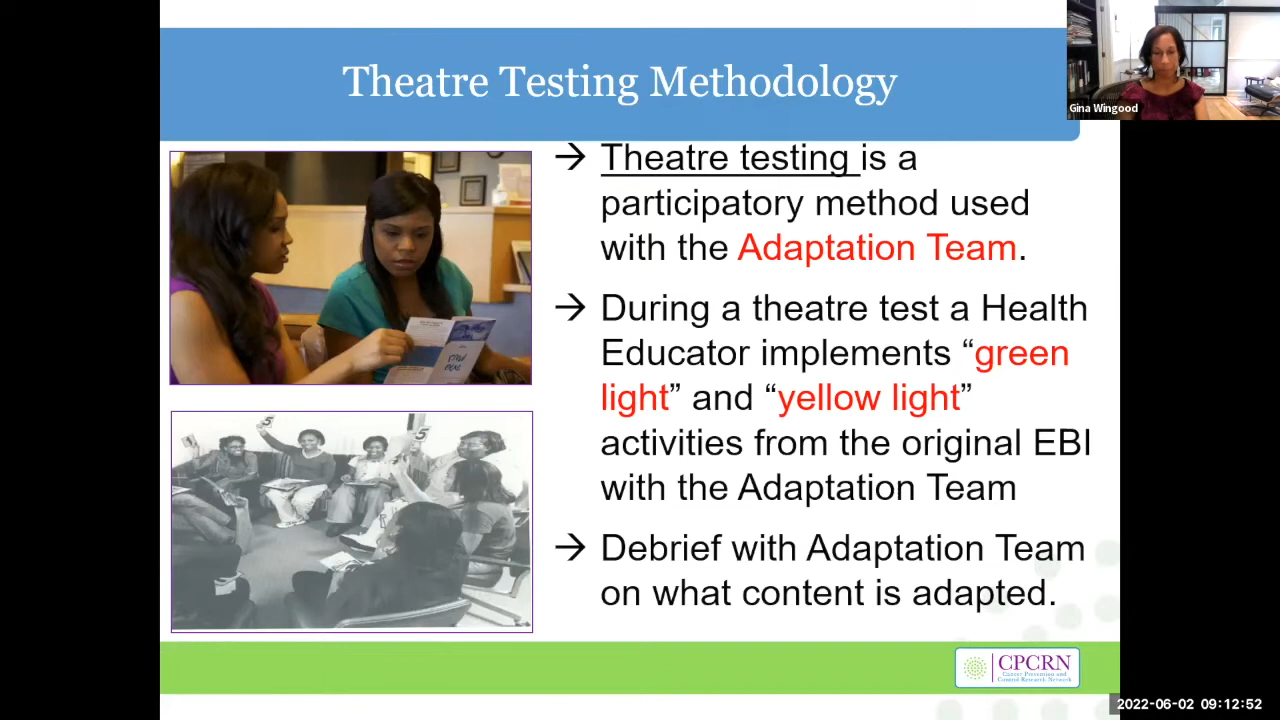 Theatre Testing Methodology
Gina Wingood
→ Theatre testing is a
participatory method used
with the Adaptation Team.
→ During a theatre test a Health
Educator implements “green
light” and “yellow light”
activities from the original EBI
with the Adaptation Team
→ Debrief with Adaptation Team
on what content is adapted.
5
5
CPCRN
Cancer Prevention and
Control Research Network
2022-06-02 09:12:52